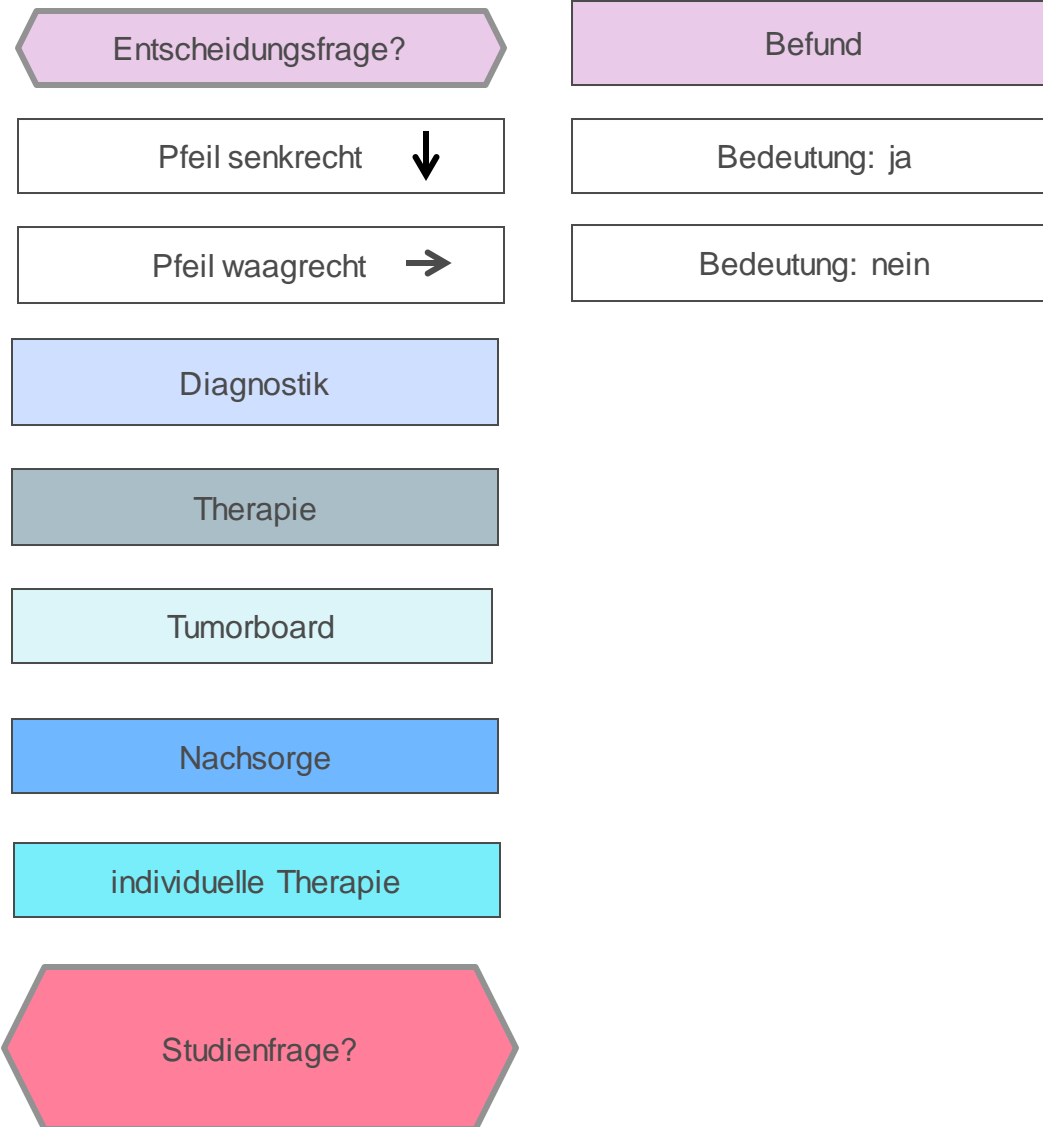 Entscheidungsfrage?
Befund
Pfeil senkrecht
Bedeutung: ja
Pfeil waagrecht
Bedeutung: nein
Diagnostik
Therapie
Tumorboard
Nachsorge
individuelle Therapie
Studienfrage?